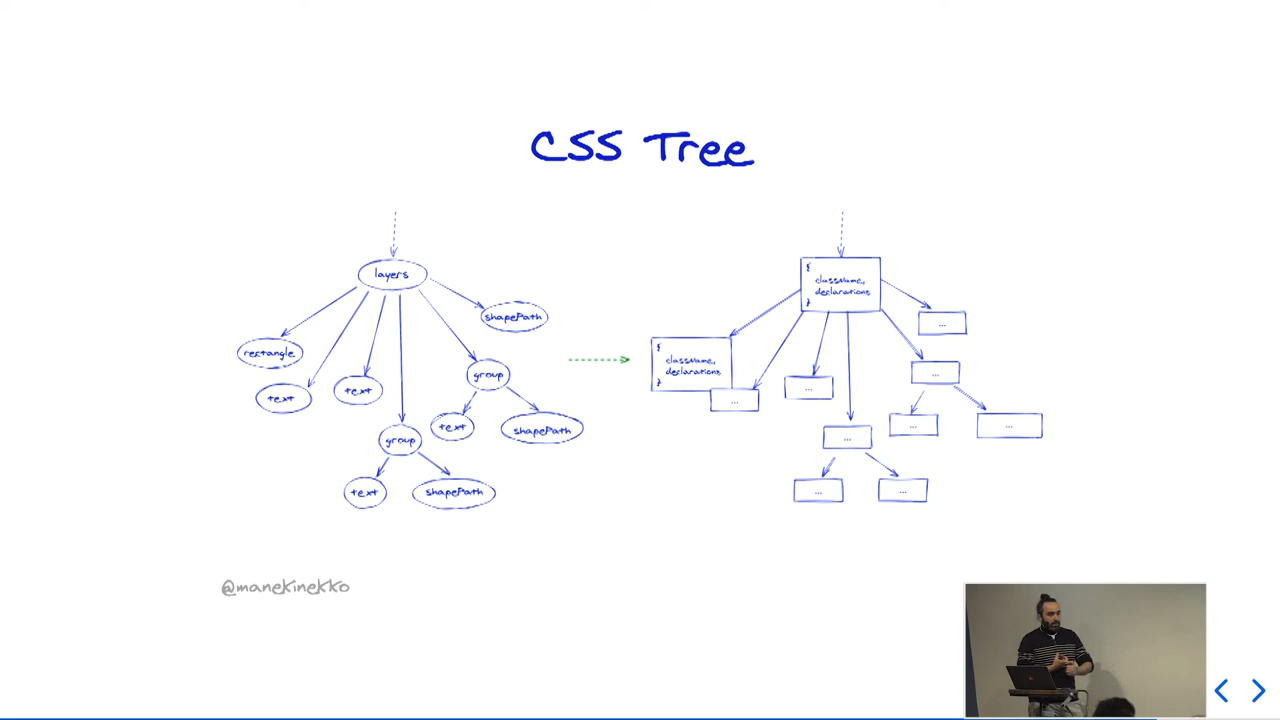 CSS Tree
layers
rectangle
text
text
group
text
shapePath
group
text
shapePath
shapePath
{
className,
declarations
}
{
className,
declarations
}
...
...
...
...
...
...
...
...
...
@manekinekko